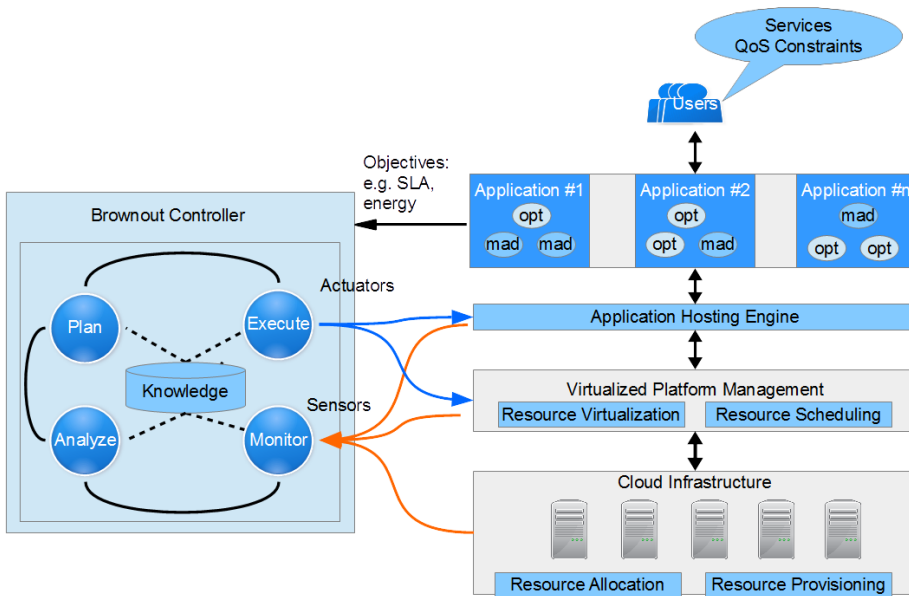 Services
QoS Constraints
Users
Objectives:
e.g. SLA,
energy
Application #1
opt
mad
mad
Application #2
opt
opt
mad
Application #n
mad
opt
opt
Brownout Controller
Plan
Execute
Knowledge
Analyze
Monitor
Actuators
Sensors
Application Hosting Engine
Virtualized Platform Management
Resource Virtualization
Resource Scheduling
Cloud Infrastructure
Resource Allocation
Resource Provisioning